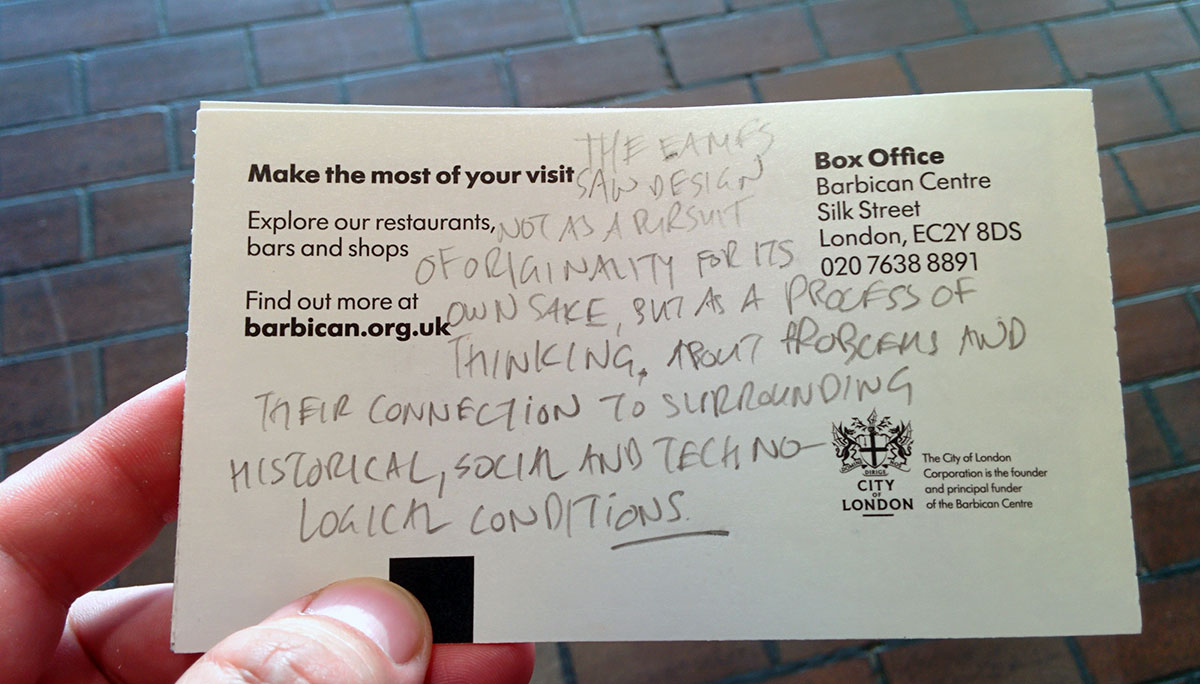 Make the most of your visit
Explore our restaurants,
bars and shops
Find out more at
barbican.org.uk
THE EAMES
SAW DESIGN
NOT AS A PURSUIT
OF ORIGINALITY FOR ITS
OWN SAKE, BUT AS A PROCESS OF
THINKING, ABOUT PROBLEMS AND
THEIR CONNECTION TO SURROUNDING
HISTORICAL, SOCIAL AND TECHNO-
LOGICAL CONDITIONS.
Box Office
Barbican Centre
Silk Street
London, EC2Y 8DS
020 7638 8891
DIRIGE
CITY
OF
LONDON
The City of London
Corporation is the founder
and principal funder
of the Barbican Centre